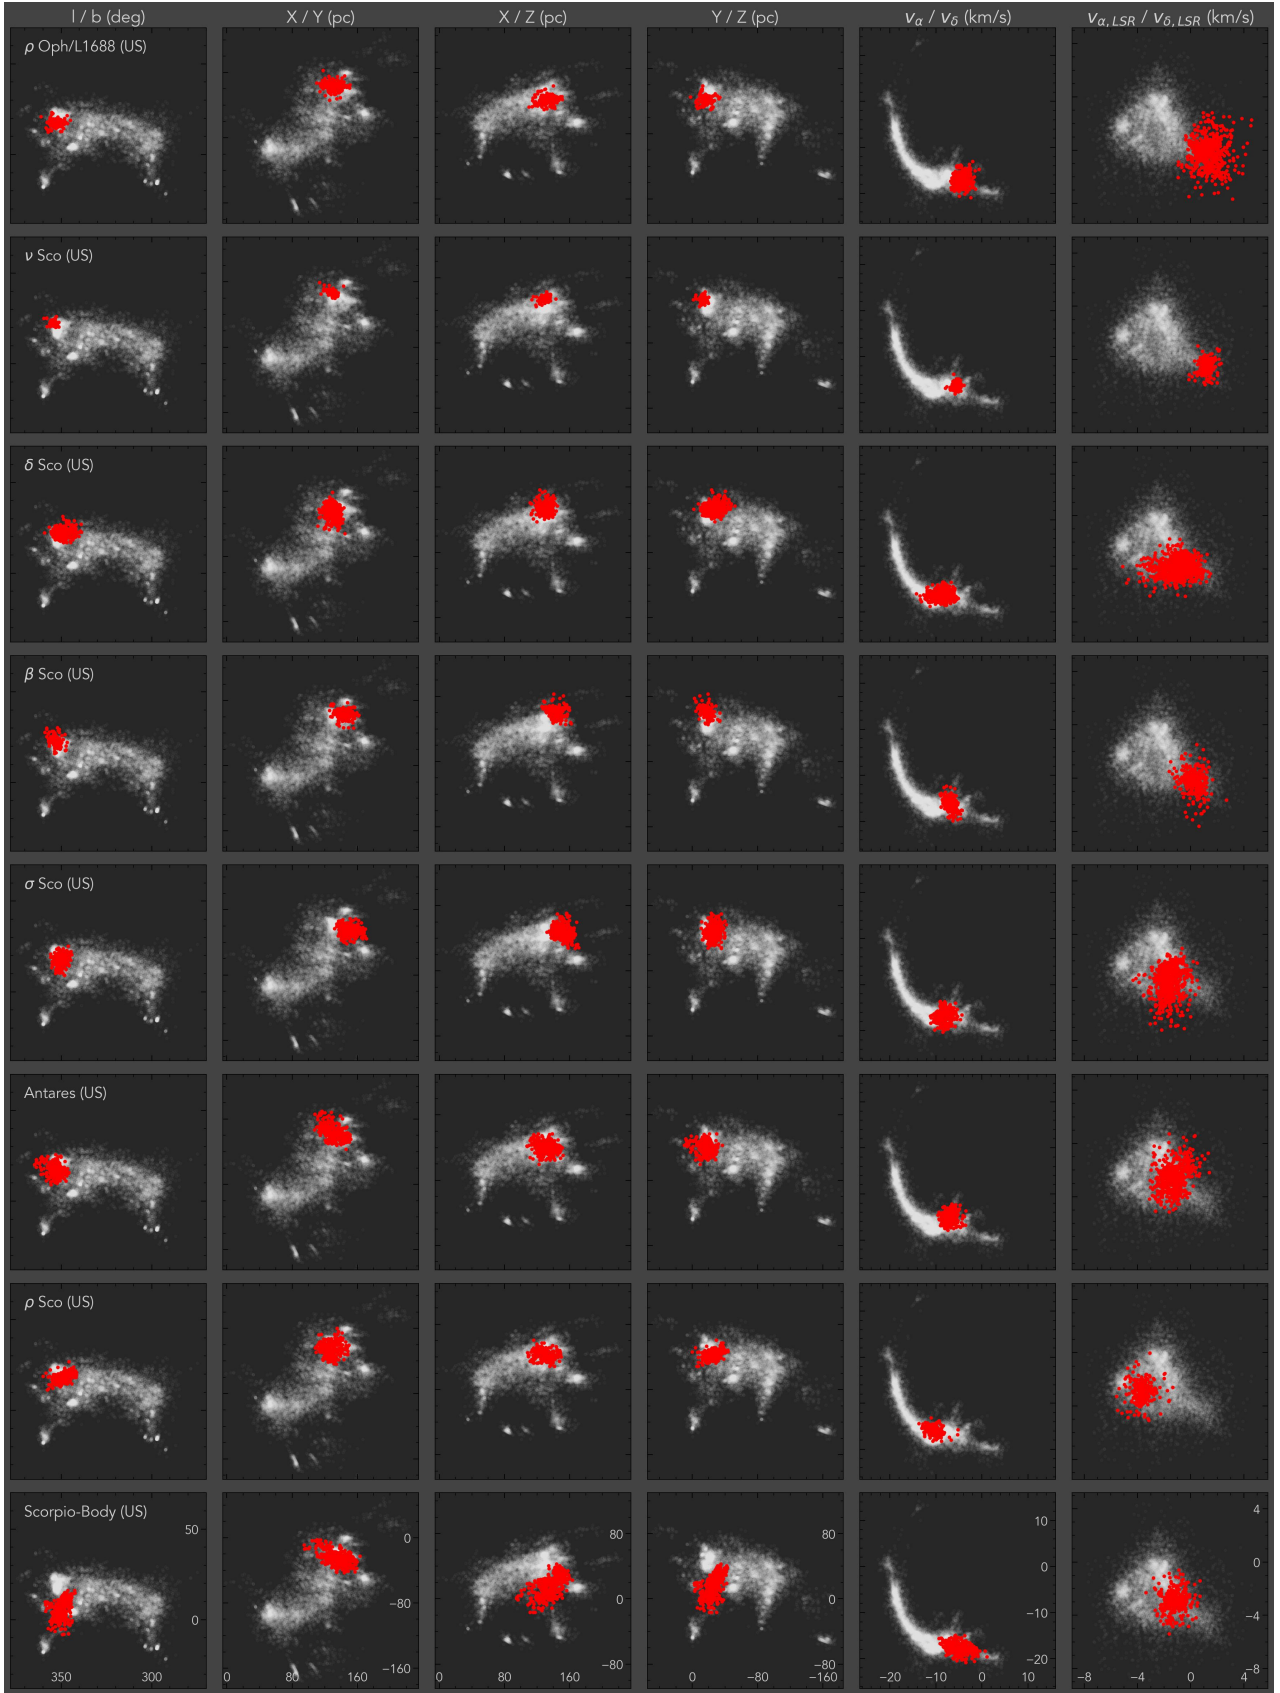 l / b (deg) X / Y (pc) X / Z (pc) Y / Z (pc) vα / vδ (km/s) vα, LSR / vδ, LSR (km/s)
ρ Oph/L1688 (US)
ν Sco (US)
δ Sco (US)
β Sco (US)
σ Sco (US)
Antares (US)
ρ Sco (US)
Scorpio-Body (US)
50 0 80 80 10 4
0 0
0 −80 0 0 −10 −4
−160 −80 −80 −20 −8
350 300 0 80 160 0 80 160 0 −80 −160 −20 −10 0 −8 −4 0 4